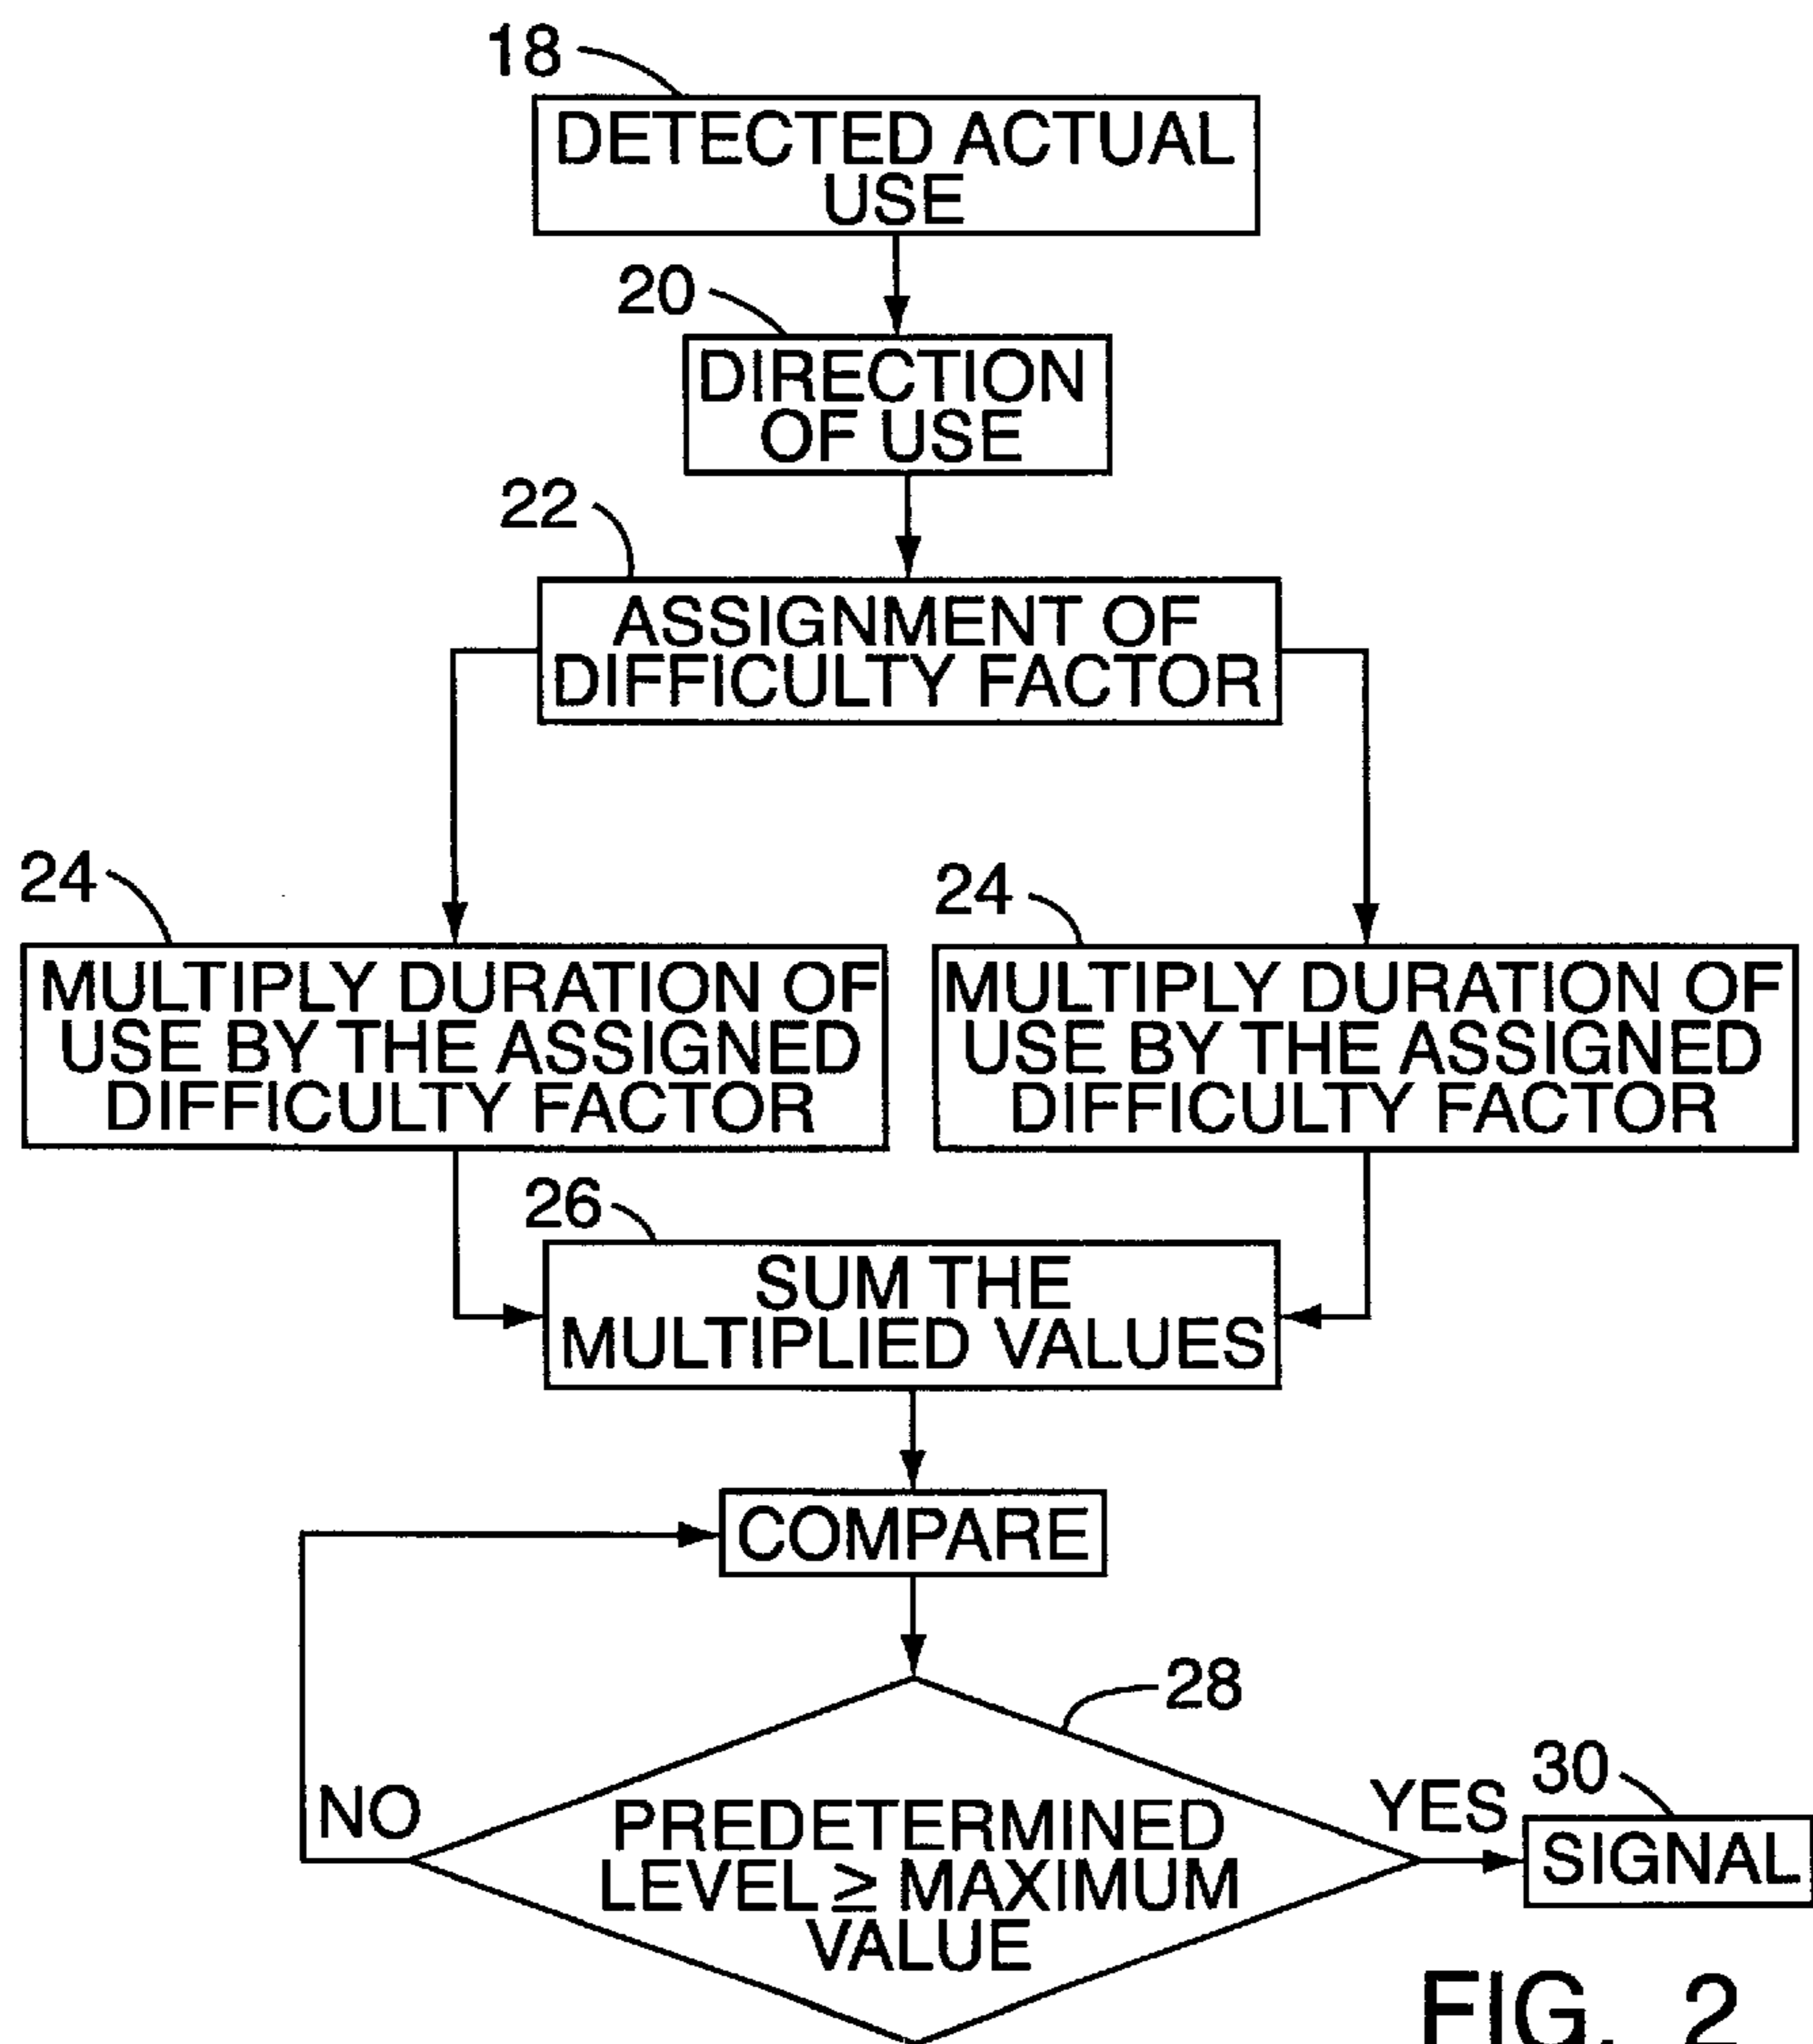 18
DETECTED ACTUAL
USE
20
DIRECTION
OF USE
22
ASSIGNMENT OF
DIFFICULTY FACTOR
24
MULTIPLY DURATION OF
USE BY THE ASSIGNED
DIFFICULTY FACTOR
24
MULTIPLY DURATION OF
USE BY THE ASSIGNED
DIFFICULTY FACTOR
26
SUM THE
MULTIPLIED VALUES
COMPARE
28
NO
PREDETERMINED
LEVEL ≥ MAXIMUM
VALUE
YES
30
SIGNAL
FIG. 2